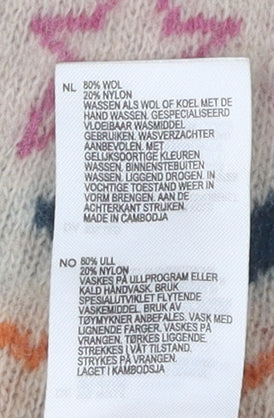 NL 80% WOL
20% NYLON
WASSEN ALS WOL OF KOEL MET DE
HAND WASSEN. GESPECIALISEERD
VLOEIBAAR WASMIDDEL
GEBRUIKEN. WASVERZACHTER
AANBEVOLEN. MET
GELIJKSOORTIGE KLEUREN
WASSEN. BINNENSTEBUITEN
WASSEN. LIGGEND DROGEN. IN
VOCHTIGE TOESTAND WEER IN
VORM BRENGEN. AAN DE
ACHTERKANT STRIJKEN.
MADE IN CAMBODJA
NO 80% ULL
20% NYLON
VASKES PÅ ULLPROGRAM ELLER
KALD HÅNDVASK. BRUK
SPESIALUTVIKLET FLYTENDE
VASKEMIDDEL. BRUK AV
TØYMYKNER ANBEFALES. VASK MED
LIGNENDE FARGER. VASKES PÅ
VRANGEN. TØRKES LIGGENDE.
STREKKES I VÅT TILSTAND.
STRYKES PÅ VRANGEN.
LAGET I KAMBODSJA